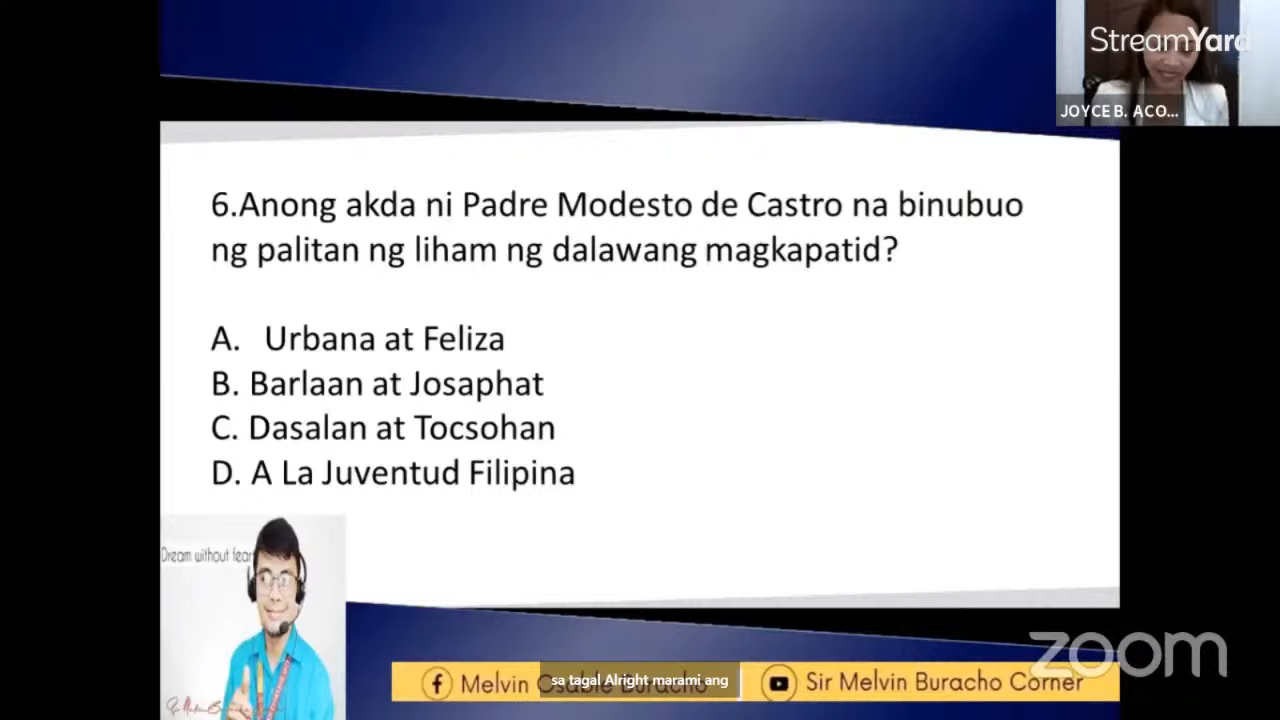 StreamYard
JOYCE B. ACO...
6.Anong akda ni Padre Modesto de Castro na binubuo
ng palitan ng liham ng dalawang magkapatid?
A. Urbana at Feliza
B. Barlaan at Josaphat
C. Dasalan at Tocsohan
D. A La Juventud Filipina
Dream without fear
zoom
Melvin Buracho
sa tagal Alright marami ang
Sir Melvin Buracho Corner